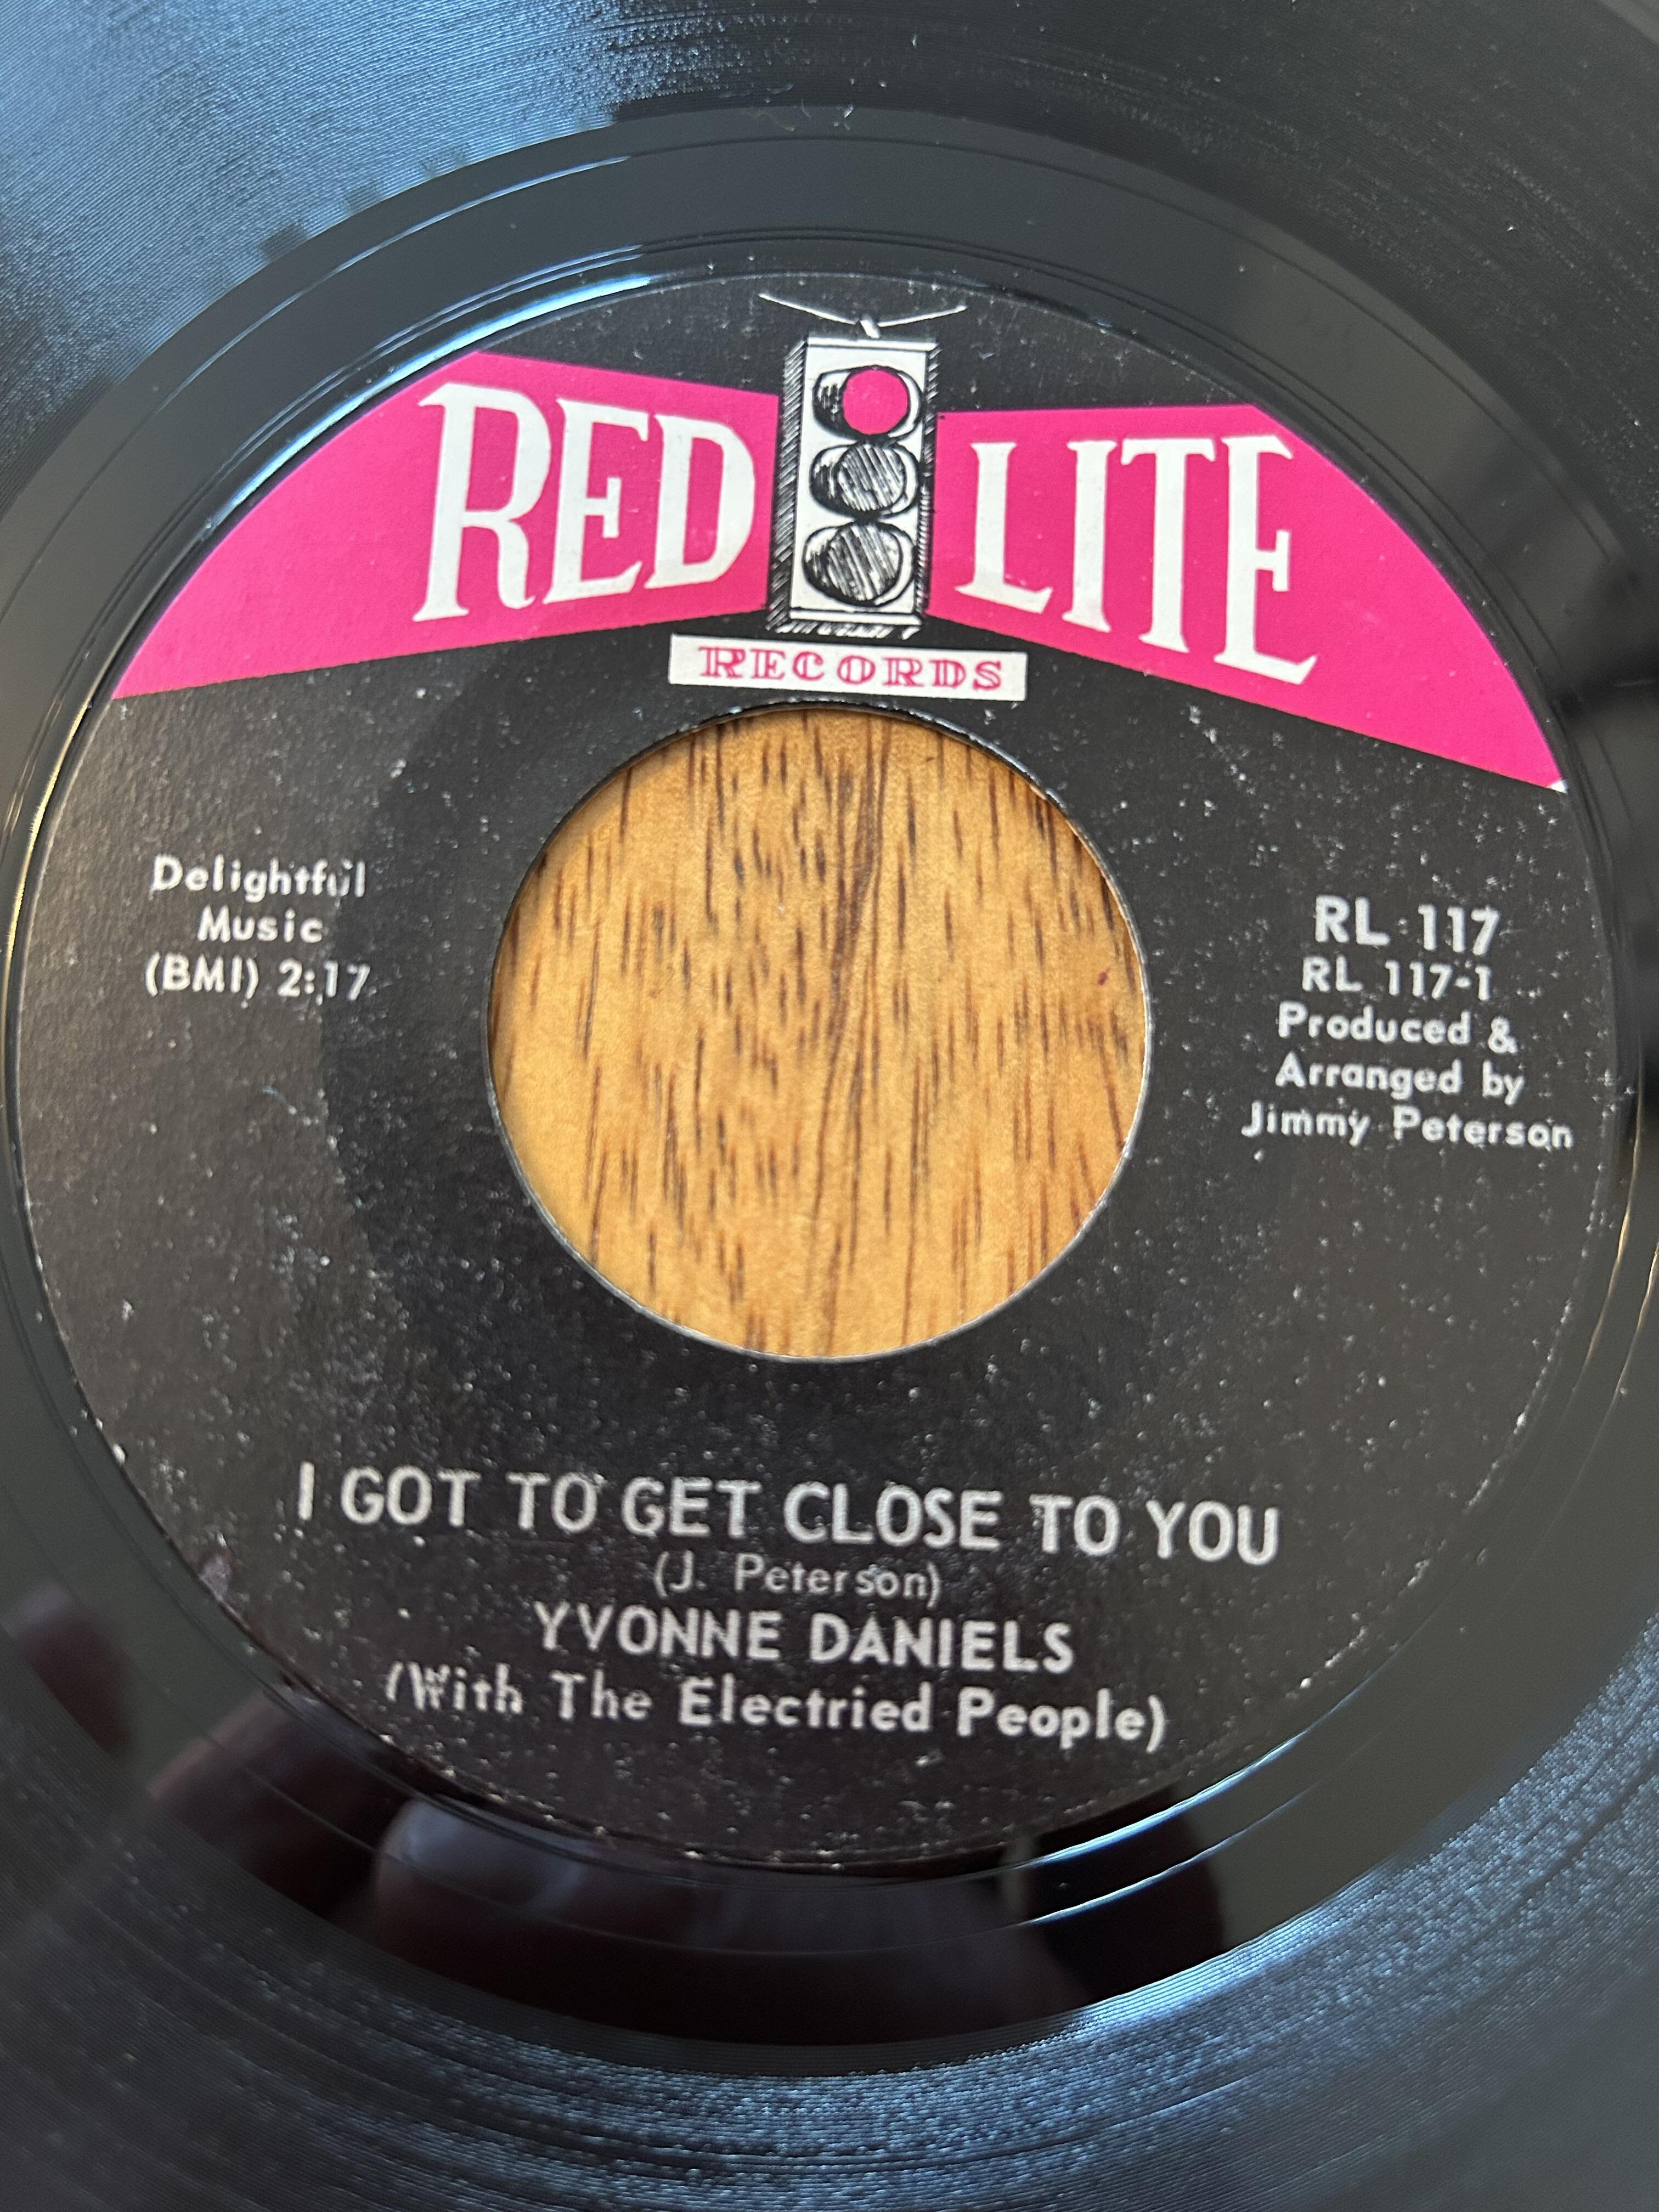 RED LITE
RECORDS
Delightful
Music
(BMI) 2:17
RL 117
RL 117-1
Produced &
Arranged by
Jimmy Peterson
I GOT TO GET CLOSE TO YOU
(J. Peterson)
YVONNE DANIELS
(With The Electried People)